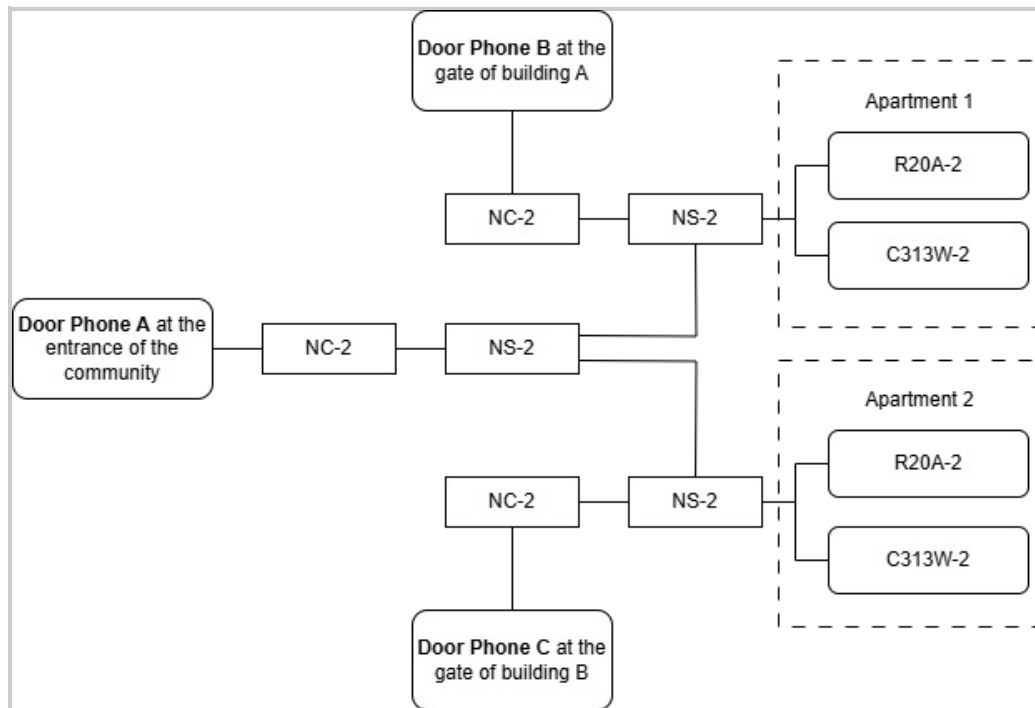 Door Phone B at the
gate of building A
Apartment 1
R20A-2
NC-2
NS-2
C313W-2
Door Phone A at the
entrance of the
community
NC-2
NS-2
Apartment 2
R20A-2
NC-2
NS-2
C313W-2
Door Phone C at the
gate of building B